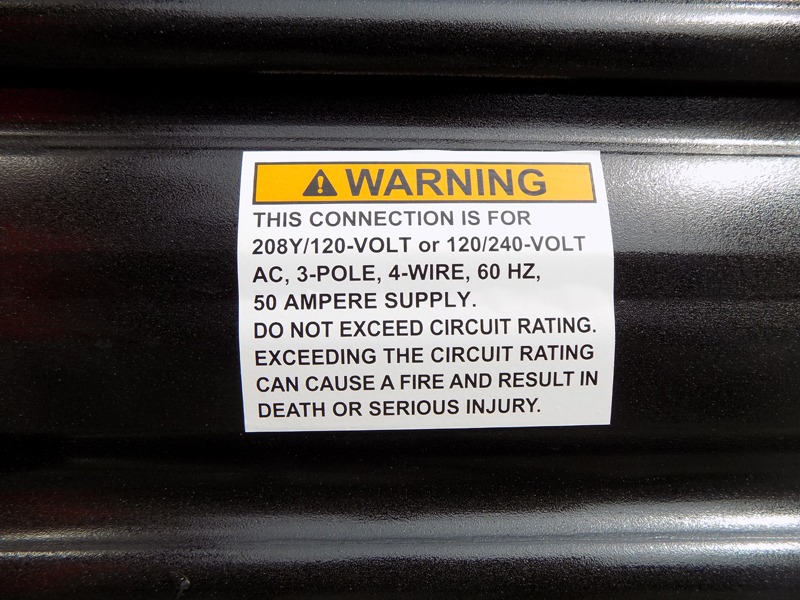 WARNING
THIS CONNECTION IS FOR
208Y/120-VOLT or 120/240-VOLT
AC, 3-POLE, 4-WIRE, 60 HZ,
50 AMPERE SUPPLY.
DO NOT EXCEED CIRCUIT RATING.
EXCEEDING THE CIRCUIT RATING
CAN CAUSE A FIRE AND RESULT IN
DEATH OR SERIOUS INJURY.